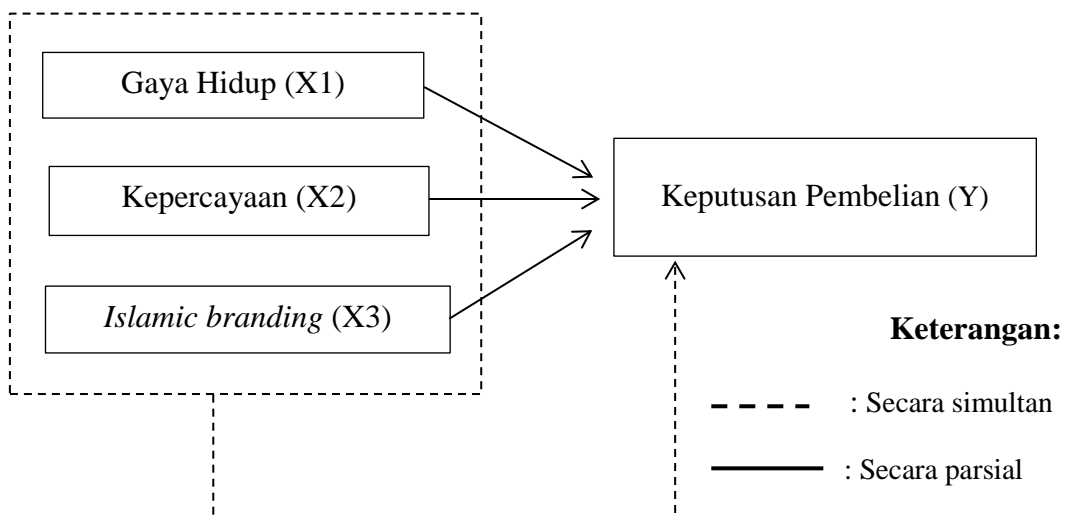 Gaya Hidup (X1)
Kepercayaan (X2)
Keputusan Pembelian (Y)
Islamic branding (X3)
Keterangan:
: Secara simultan
: Secara parsial